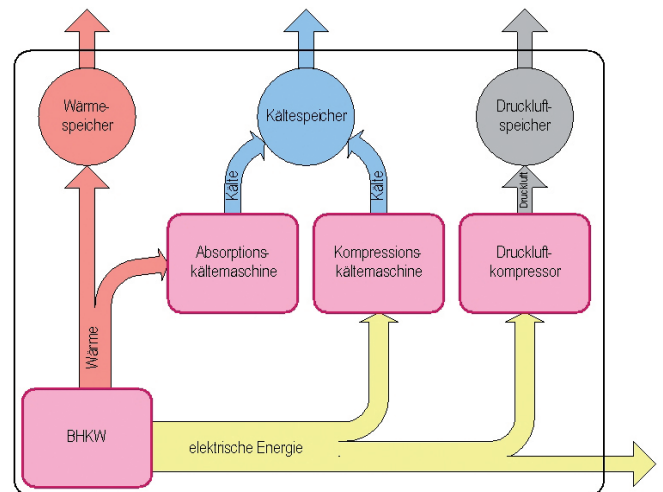 Wärme-
speicher
Kältespeicher
Druckluft-
speicher
Kälte
Kälte
Druckluft
Absorptions-
kältemaschine
Kompressions-
kältemaschine
Druckluft-
kompressor
Wärme
BHKW
elektrische Energie